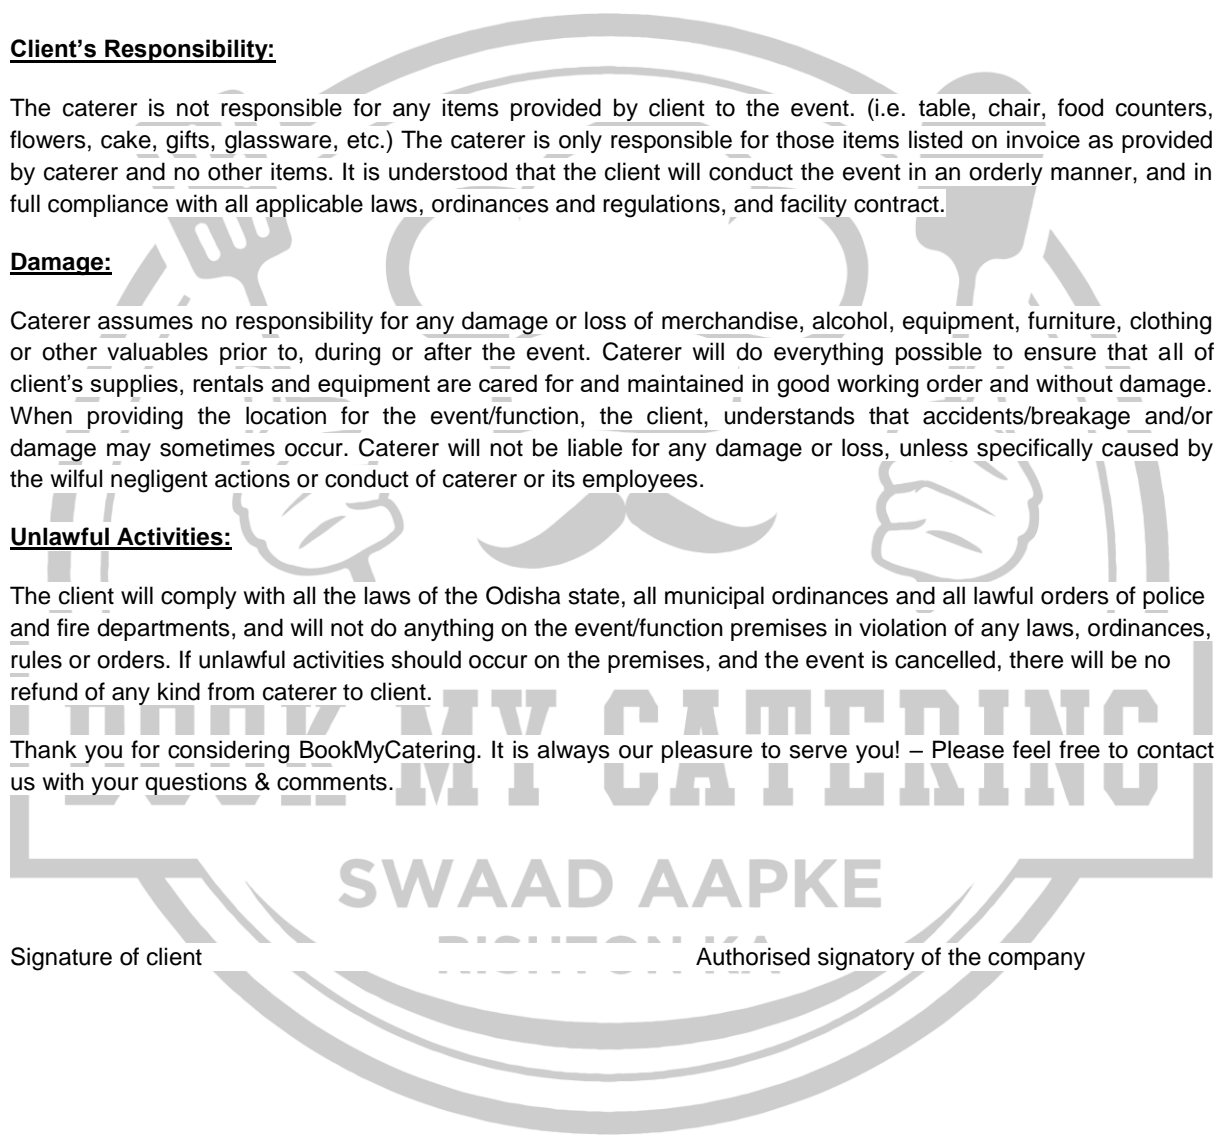 Client’s Responsibility:
The caterer is not responsible for any items provided by client to the event. (i.e. table, chair, food counters,
flowers, cake, gifts, glassware, etc.) The caterer is only responsible for those items listed on invoice as provided
by caterer and no other items. It is understood that the client will conduct the event in an orderly manner, and in
full compliance with all applicable laws, ordinances and regulations, and facility contract.
Damage:
Caterer assumes no responsibility for any damage or loss of merchandise, alcohol, equipment, furniture, clothing
or other valuables prior to, during or after the event. Caterer will do everything possible to ensure that all of
client’s supplies, rentals and equipment are cared for and maintained in good working order and without damage.
When providing the location for the event/function, the client, understands that accidents/breakage and/or
damage may sometimes occur. Caterer will not be liable for any damage or loss, unless specifically caused by
the wilful negligent actions or conduct of caterer or its employees.
Unlawful Activities:
The client will comply with all the laws of the Odisha state, all municipal ordinances and all lawful orders of police
and fire departments, and will not do anything on the event/function premises in violation of any laws, ordinances,
rules or orders. If unlawful activities should occur on the premises, and the event is cancelled, there will be no
refund of any kind from caterer to client.
BOOK MY CATERING
Thank you for considering BookMyCatering. It is always our pleasure to serve you! – Please feel free to contact
us with your questions & comments.
SWAAD AAPKE
RISHTON KA
Signature of client Authorised signatory of the company